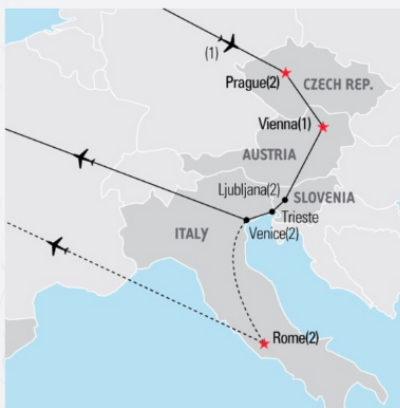 (1)
Prague(2)
CZECH REP.
Vienna(1)
AUSTRIA
Ljubljana(2)
SLOVENIA
Trieste
ITALY
Venice(2)
Rome(2)